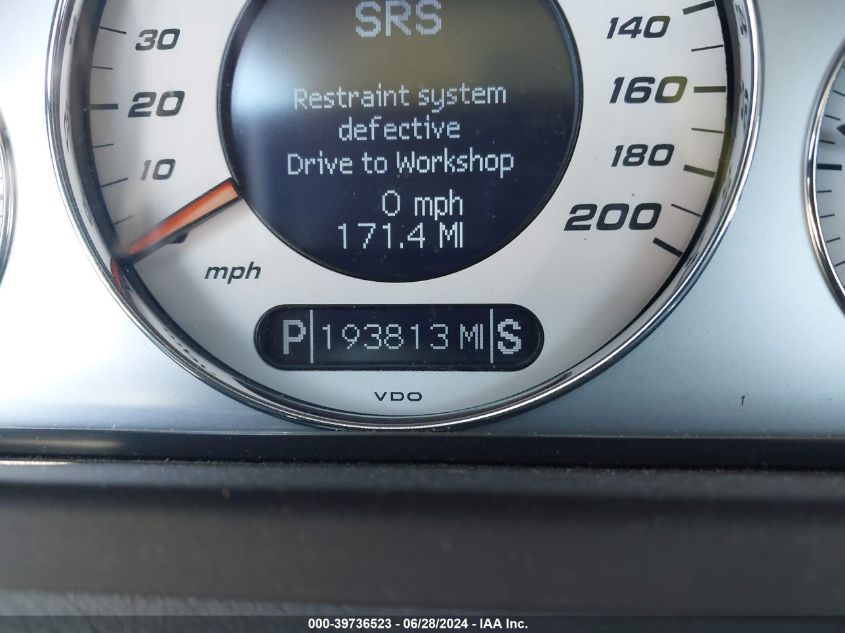 SRS
30
140
Restraint system
20
160
defective
Drive to Workshop
10
180
0 mph
200
171.4 MI
mph
P 193813 MI S
VDO
000-39736523 / 06/28/2024 - IAA Inc.